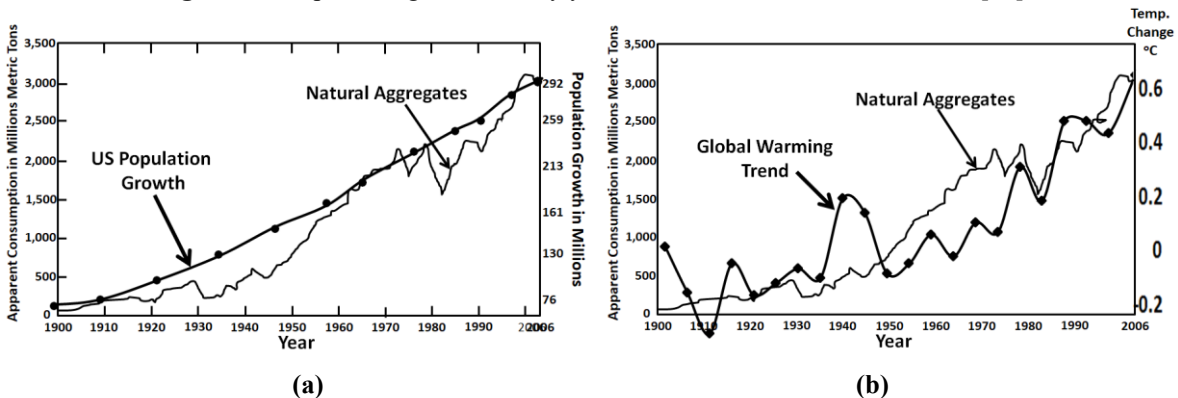 Apparent Consumption in Millions Metric Tons
3,500
3,000
2,500
2,000
1,500
1,000
500
0
Natural Aggregates
US Population
Growth
292
259
213
161
130
76
Population Growth in Millions
1900 1910 1920 1930 1940 1950 1960 1970 1980 1990 2006
Year
(a)
Apparent Consumption in Millions Metric Tons
3,500
3,000
2,500
2,000
1,500
1,000
500
0
Natural Aggregates
Global Warming
Trend
Temp.
Change
°C
0.6
0.4
0.2
0
-0.2
1900 1910 1920 1930 1940 1950 1960 1970 1980 1990 2006
Year
(b)